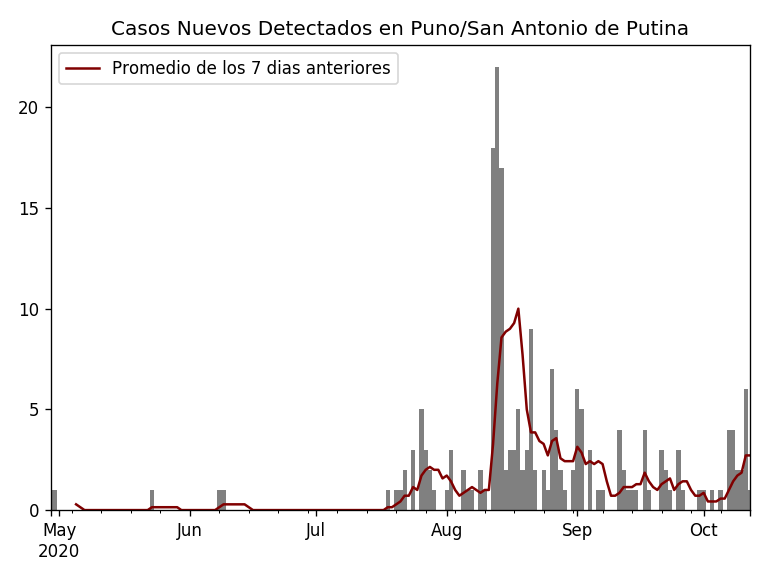 Casos Nuevos Detectados en Puno/San Antonio de Putina
Promedio de los 7 dias anteriores
20
15
10
5
0
May Jun Jul Aug Sep Oct
2020